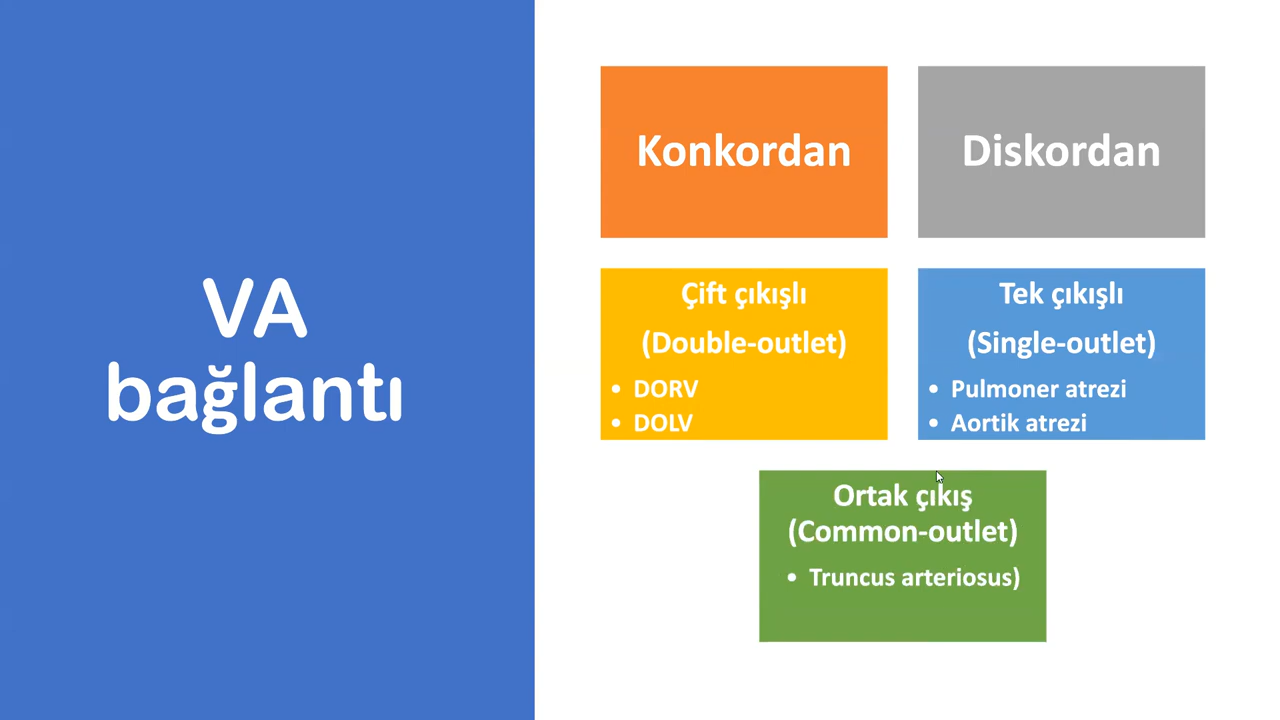 VA
bağlantı
Konkordan
Diskordan
Çift çıkışlı
(Double-outlet)
• DORV
• DOLV
Tek çıkışlı
(Single-outlet)
• Pulmoner atrezi
• Aortik atrezi
Ortak çıkış
(Common-outlet)
• Truncus arteriosus)